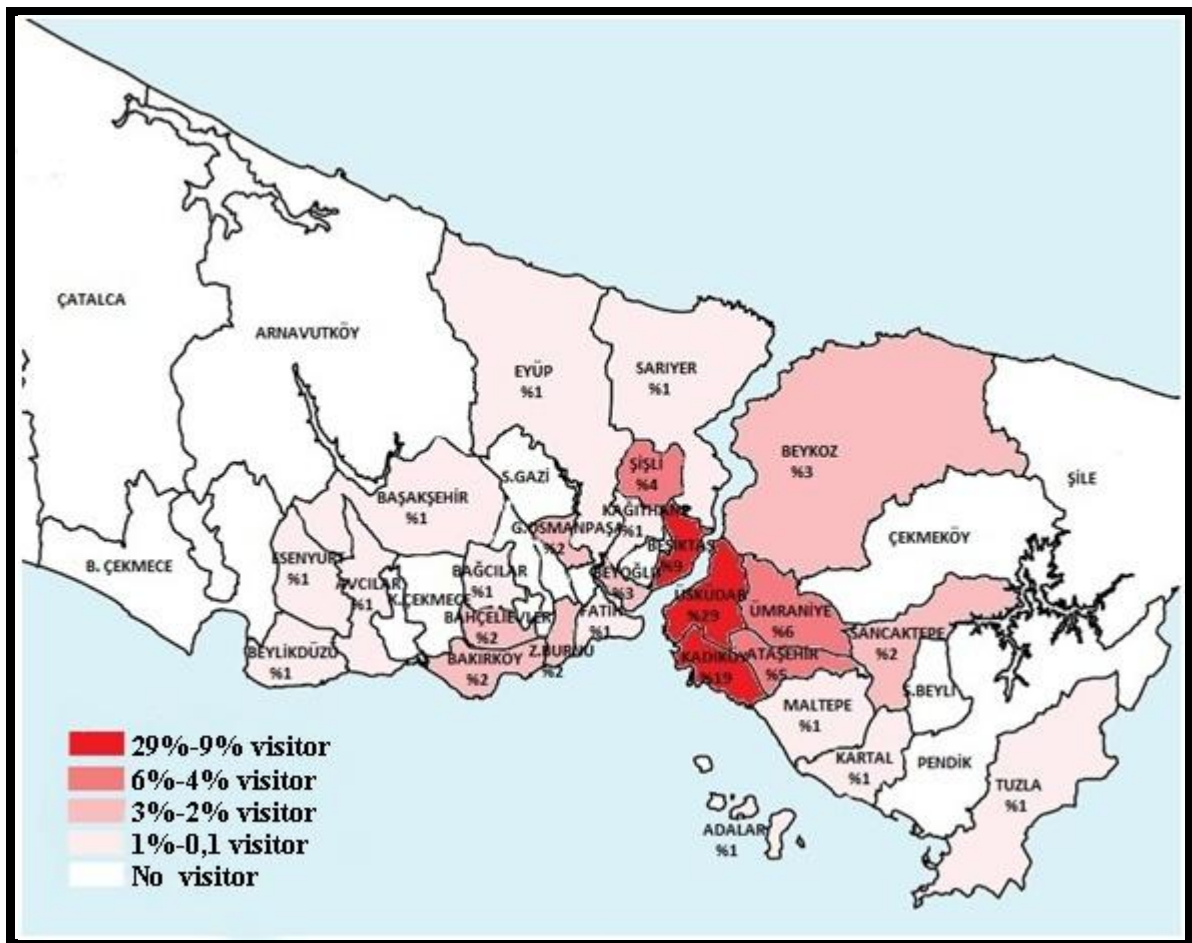 ÇATALCA
ARNAVUTKÖY
EYÜP
%1
SARIYER
%1
BEYKOZ
%3
ŞİLE
ŞİŞLİ
%4
S.GAZİ
BAŞAKŞEHİR
%1
KAĞITHANE
%1
G.OSMANPAŞA
%2
BEŞİKTAŞ
%9
ÇEKMEKÖY
B. ÇEKMECE
ESENYURT
%1
AVCILAR
%1
K.ÇEKMECE
BAĞCILAR
%1
BEYOĞLU
%3
ÜSKÜDAR
%29
ÜMRANİYE
%6
BAHÇELİEVLER
%2
FATİH
%1
SANCAKTEPE
%2
BEYLİKDÜZÜ
%1
BAKIRKÖY
%2
Z.BURNU
%2
KADIKÖY
%19
ATAŞEHİR
%5
S.BEYLİ
MALTEPE
%1
KARTAL
%1
PENDİK
TUZLA
%1
ADALAR
%1
29%-9% visitor
6%-4% visitor
3%-2% visitor
1%-0,1 visitor
No visitor